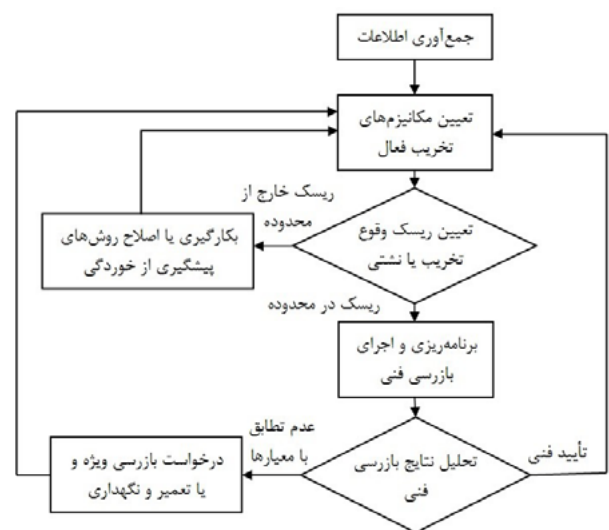 جمع‌آوری اطلاعات
تعیین مکانیزم‌های
تخریب فعال
ریسک خارج از
محدوده
تعیین ریسک وقوع
تخریب یا نشتی
بکارگیری یا اصلاح روش‌های
پیشگیری از خوردگی
ریسک در محدوده
برنامه‌ریزی و اجرای
بازرسی فنی
عدم تطابق
با معیارها
تأیید فنی
تحلیل نتایج بازرسی
فنی
درخواست بازرسی ویژه و
یا تعمیر و نگهداری